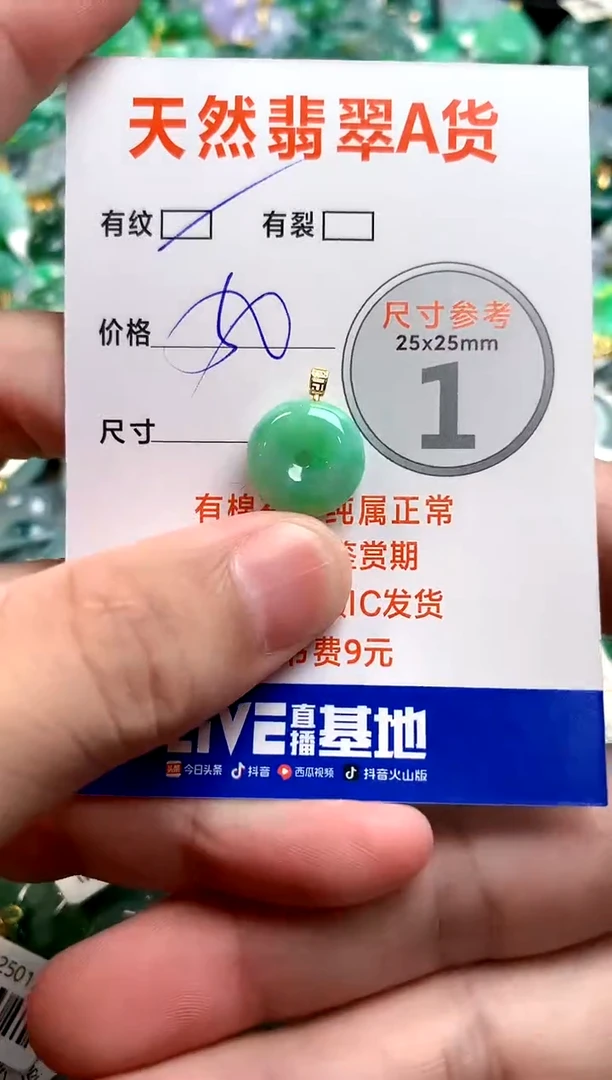 天然翡翠A货
有纹 有裂
价格
尺寸参考
25x25mm
1
尺寸
有棉 纯属正常
鉴赏期
IC发货
费9元
LIVE直播基地
今日头条 抖音 西瓜视频 抖音火山版
2501